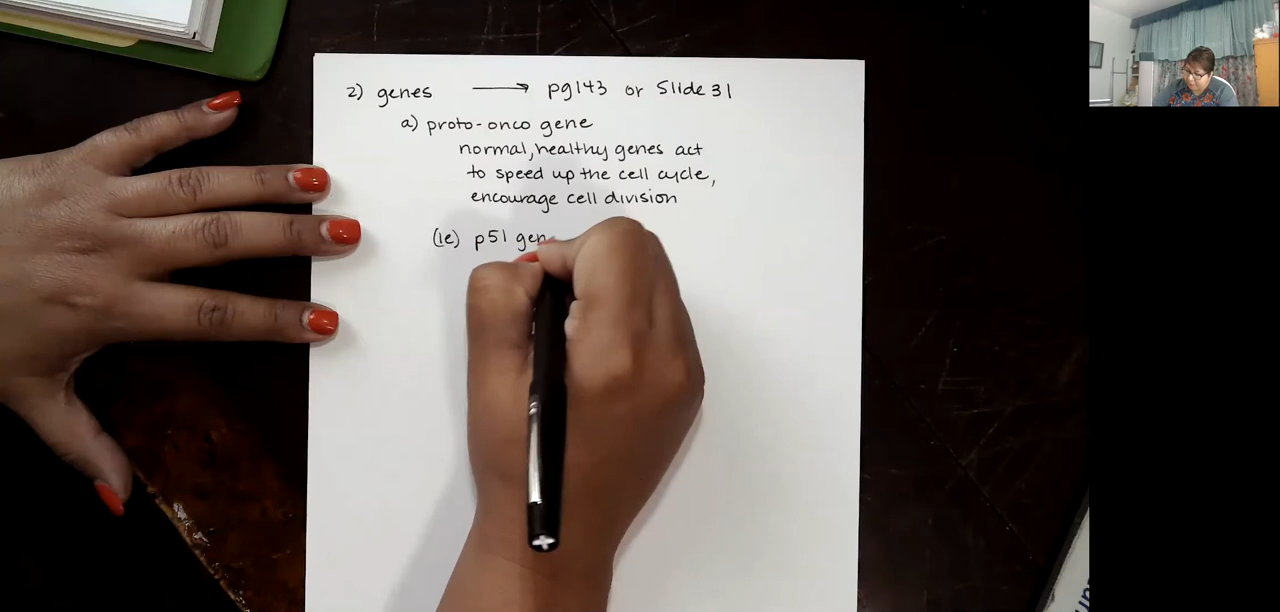 2) genes → pg143 or Slide 31
a) proto-onco gene
normal, healthy genes act
to speed up the cell cycle,
encourage cell division
(ie) p51 gen